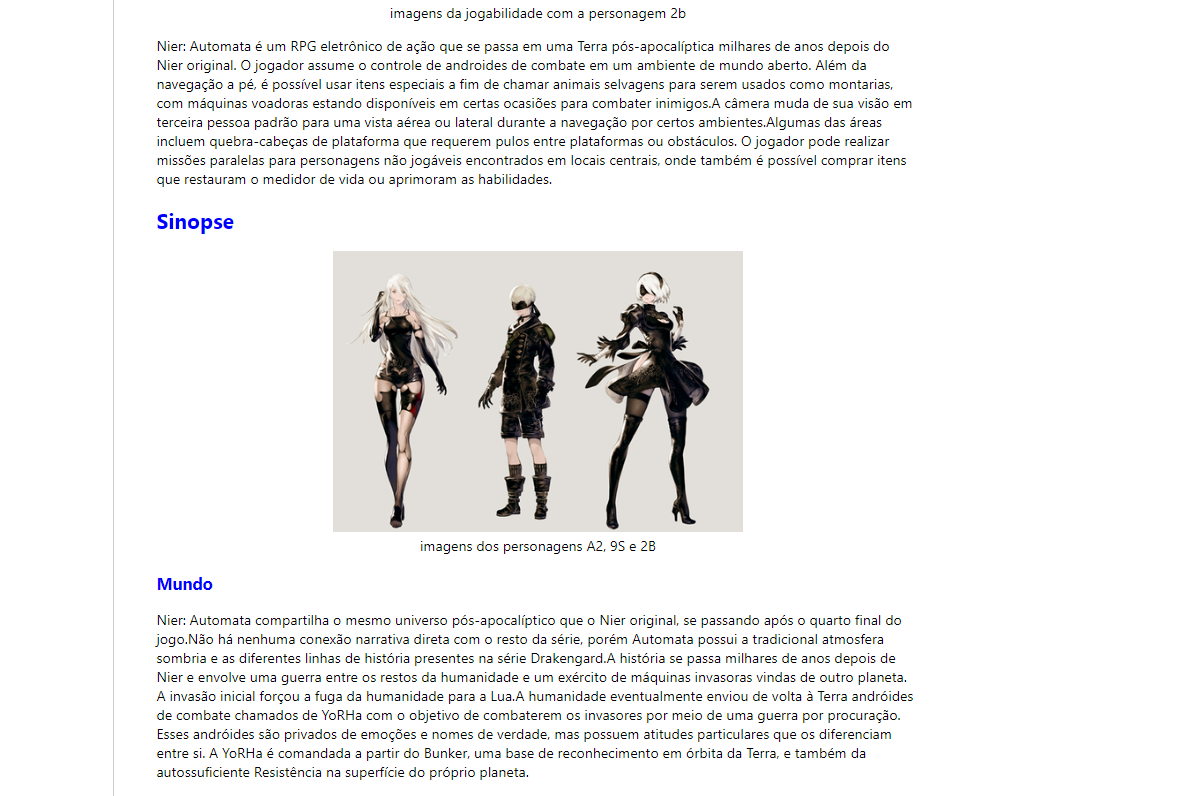 imagens da jogabilidade com a personagem 2b
Nier: Automata é um RPG eletrônico de ação que se passa em uma Terra pós-apocalíptica milhares de anos depois do
Nier original. O jogador assume o controle de androides de combate em um ambiente de mundo aberto. Além da
navegação a pé, é possível usar itens especiais a fim de chamar animais selvagens para serem usados como montarias,
com máquinas voadoras estando disponíveis em certas ocasiões para combater inimigos.A câmera muda de sua visão em
terceira pessoa padrão para uma vista aérea ou lateral durante a navegação por certos ambientes.Algumas das áreas
incluem quebra-cabeças de plataforma que requerem pulos entre plataformas ou obstáculos. O jogador pode realizar
missões paralelas para personagens não jogáveis encontrados em locais centrais, onde também é possível comprar itens
que restauram o medidor de vida ou aprimoram as habilidades.
Sinopse
imagens dos personagens A2, 9S e 2B
Mundo
Nier: Automata compartilha o mesmo universo pós-apocalíptico que o Nier original, se passando após o quarto final do
jogo.Não há nenhuma conexão narrativa direta com o resto da série, porém Automata possui a tradicional atmosfera
sombria e as diferentes linhas de história presentes na série Drakengard.A história se passa milhares de anos depois de
Nier e envolve uma guerra entre os restos da humanidade e um exército de máquinas invasoras vindas de outro planeta.
A invasão inicial forçou a fuga da humanidade para a Lua.A humanidade eventualmente enviou de volta à Terra andróides
de combate chamados de YoRHa com o objetivo de combaterem os invasores por meio de uma guerra por procuração.
Esses andróides são privados de emoções e nomes de verdade, mas possuem atitudes particulares que os diferenciam
entre si. A YoRHa é comandada a partir do Bunker, uma base de reconhecimento em órbita da Terra, e também da
autossuficiente Resistência na superfície do próprio planeta.